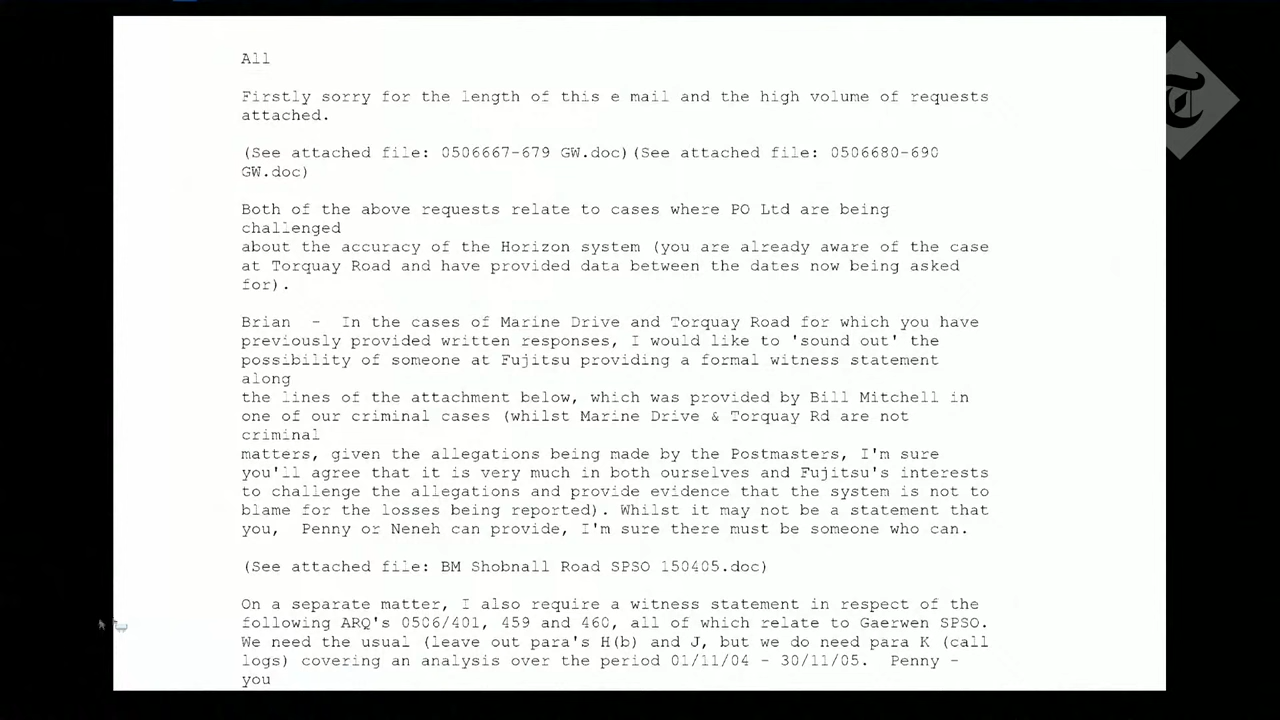 All
Firstly sorry for the length of this e mail and the high volume of requests
attached.
(See attached file: 0506667-679 GW.doc)(See attached file: 0506680-690
GW.doc)
Both of the above requests relate to cases where PO Ltd are being
challenged
about the accuracy of the Horizon system (you are already aware of the case
at Torquay Road and have provided data between the dates now being asked
for).
Brian  -  In the cases of Marine Drive and Torquay Road for which you have
previously provided written responses, I would like to 'sound out' the
possibility of someone at Fujitsu providing a formal witness statement
along
the lines of the attachment below, which was provided by Bill Mitchell in
one of our criminal cases (whilst Marine Drive & Torquay Rd are not
criminal
matters, given the allegations being made by the Postmasters, I'm sure
you'll agree that it is very much in both ourselves and Fujitsu's interests
to challenge the allegations and provide evidence that the system is not to
blame for the losses being reported). Whilst it may not be a statement that
you,  Penny or Neneh can provide, I'm sure there must be someone who can.
(See attached file: BM Shobnall Road SPSO 150405.doc)
On a separate matter, I also require a witness statement in respect of the
following ARQ's 0506/401, 459 and 460, all of which relate to Gaerwen SPSO.
We need the usual (leave out para's H(b) and J, but we do need para K (call
logs) covering an analysis over the period 01/11/04 - 30/11/05.  Penny -
you
T